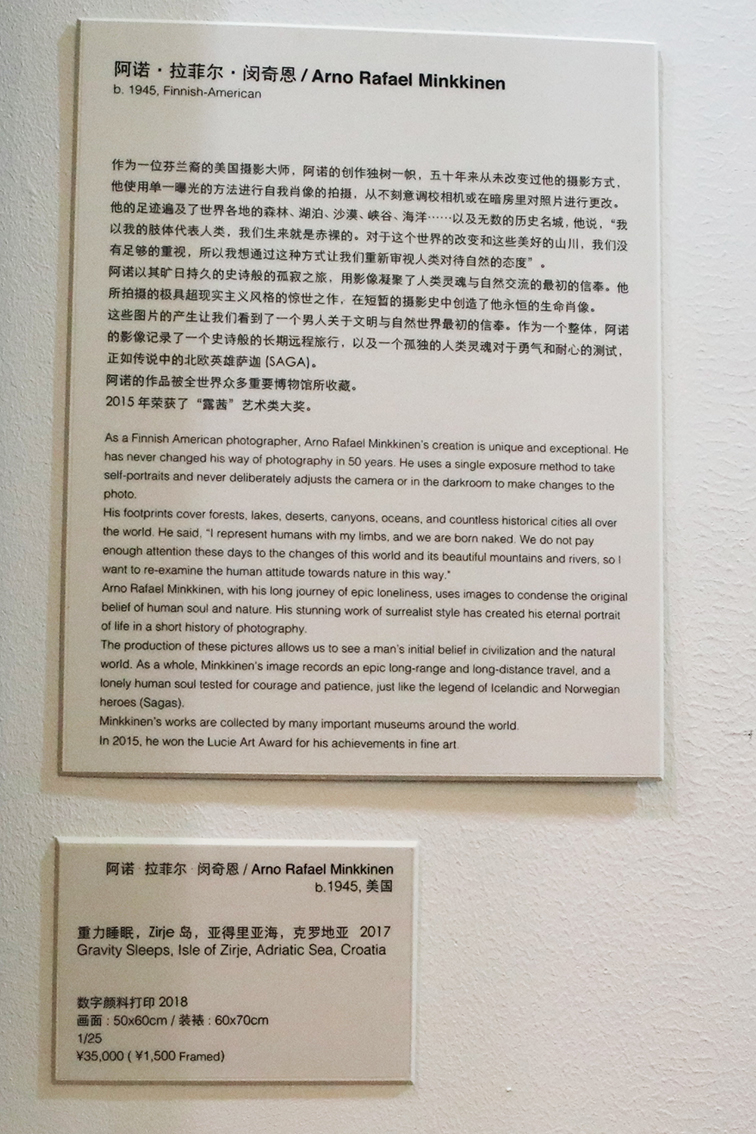 阿诺·拉菲尔·闵奇恩 / Arno Rafael Minkkinen
b. 1945, Finnish-American
作为一位芬兰裔的美国摄影大师，阿诺的创作独树一帜，五十年来从未改变过他的摄影方式，
他使用单一曝光的方法进行自我肖像的拍摄，从不刻意调校相机或在暗房里对照片进行更改。
他的足迹遍及了世界各地的森林、湖泊、沙漠、峡谷、海洋……以及无数的历史名城，他说，“我
以我的肢体代表人类，我们生来就是赤裸的。对于这个世界的改变和这些美好的山川，我们没
有足够的重视，所以我想通过这种方式让我们重新审视人类对待自然的态度”。
阿诺以其旷日持久的史诗般的孤寂之旅，用影像凝聚了人类灵魂与自然交流的最初的信奉。他
所拍摄的极具超现实主义风格的惊世之作，在短暂的摄影史中创造了他永恒的生命肖像。
这些图片的产生让我们看到了一个男人关于文明与自然世界最初的信奉。作为一个整体，阿诺
的影像记录了一个史诗般的长期远程旅行，以及一个孤独的人类灵魂对于勇气和耐心的测试，
正如传说中的北欧英雄萨迦 (SAGA)。
阿诺的作品被全世界众多重要博物馆所收藏。
2015 年荣获了“露茜”艺术类大奖。
As a Finnish American photographer, Arno Rafael Minkkinen's creation is unique and exceptional. He
has never changed his way of photography in 50 years. He uses a single exposure method to take
self-portraits and never deliberately adjusts the camera or in the darkroom to make changes to the
photo.
His footprints cover forests, lakes, deserts, canyons, oceans, and countless historical cities all over
the world. He said, "I represent humans with my limbs, and we are born naked. We do not pay
enough attention these days to the changes of this world and its beautiful mountains and rivers, so I
want to re-examine the human attitude towards nature in this way."
Arno Rafael Minkkinen, with his long journey of epic loneliness, uses images to condense the original
belief of human soul and nature. His stunning work of surrealist style has created his eternal portrait
of life in a short history of photography.
The production of these pictures allows us to see a man's initial belief in civilization and the natural
world. As a whole, Minkkinen's image records an epic long-range and long-distance travel, and a
lonely human soul tested for courage and patience, just like the legend of Icelandic and Norwegian
heroes (Sagas).
Minkkinen's works are collected by many important museums around the world.
In 2015, he won the Lucie Art Award for his achievements in fine art.
阿诺·拉菲尔·闵奇恩 / Arno Rafael Minkkinen
b.1945, 美国
重力睡眠，Zirje 岛，亚得里亚海，克罗地亚 2017
Gravity Sleeps, Isle of Zirje, Adriatic Sea, Croatia
数字颜料打印 2018
画面 : 50x60cm / 装裱 : 60x70cm
1/25
¥35,000 ( ¥1,500 Framed)